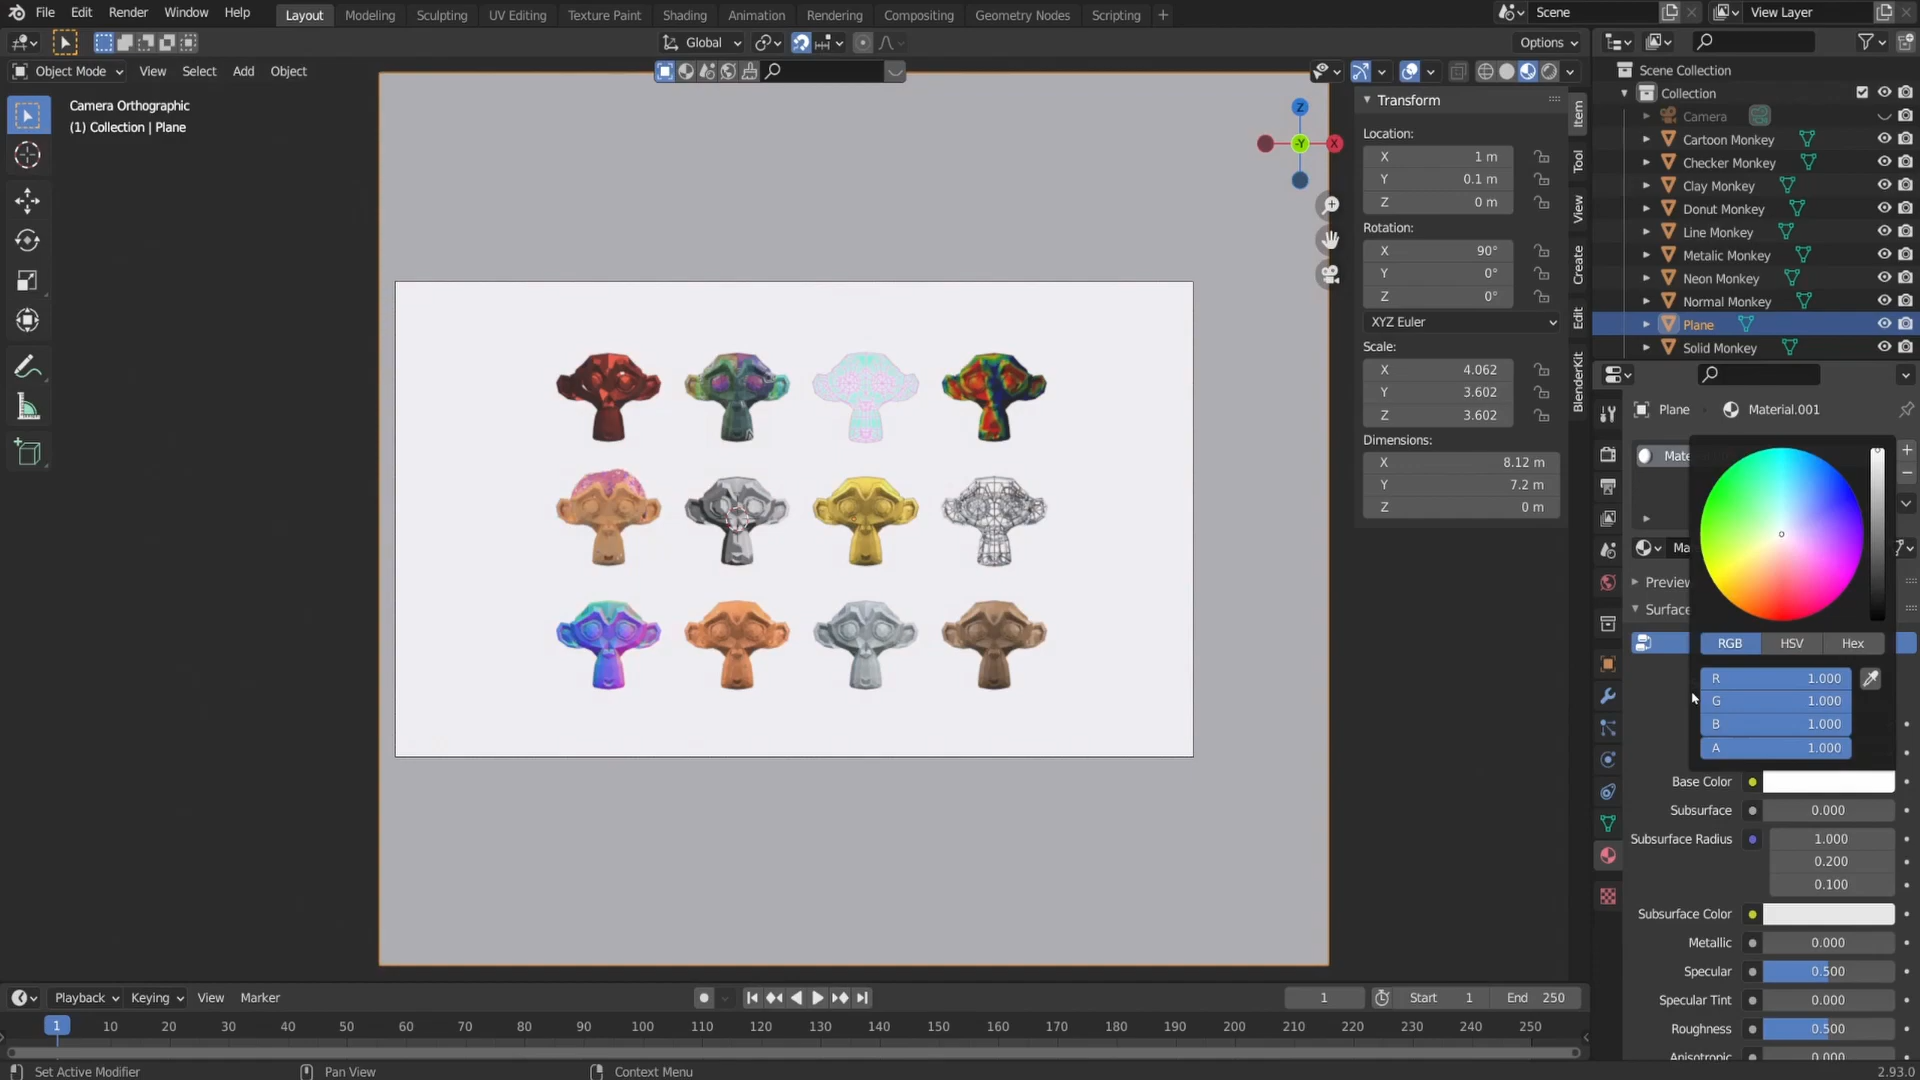 File Edit Render Window Help Layout Modeling Sculpting UV Editing Texture Paint Shading Animation Rendering Compositing Geometry Nodes Scripting + Scene View Layer
Global Options
Object Mode View Select Add Object
Camera Orthographic
(1) Collection | Plane
Transform
Location:
X 1 m
Y 0.1 m
Z 0 m
Rotation:
X 90°
Y 0°
Z 0°
XYZ Euler
Scale:
X 4.062
Y 3.602
Z 3.602
Dimensions:
X 8.12 m
Y 7.2 m
Z 0 m
Z
-Y
X
Item
Tool
View
Create
Edit
BlenderKit
Scene Collection
Collection
Camera
Cartoon Monkey
Checker Monkey
Clay Monkey
Donut Monkey
Line Monkey
Metalic Monkey
Neon Monkey
Normal Monkey
Plane
Solid Monkey
Plane Material.001
Mate
Ma
Preview
Surface
RGB HSV Hex
R 1.000
G 1.000
B 1.000
A 1.000
Base Color
Subsurface 0.000
Subsurface Radius 1.000
0.200
0.100
Subsurface Color
Metallic 0.000
Specular 0.500
Specular Tint 0.000
Roughness 0.500
Anisotropic 0.000
Playback Keying View Marker 1 Start 1 End 250
1 10 20 30 40 50 60 70 80 90 100 110 120 130 140 150 160 170 180 190 200 210 220 230 240 250
Set Active Modifier Pan View Context Menu 2.93.0